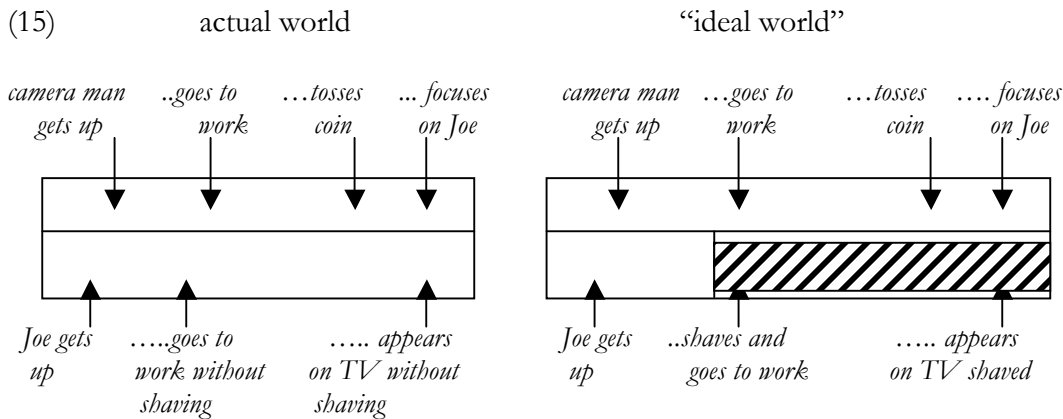 (15) actual world “ideal world”
camera man ..goes to …tosses ... focuses camera man …goes to …tosses …. focuses
gets up work coin on Joe gets up work coin on Joe
Joe gets …..goes to ….. appears Joe gets ..shaves and ….. appears
up work without on TV without up goes to work on TV shaved
shaving shaving